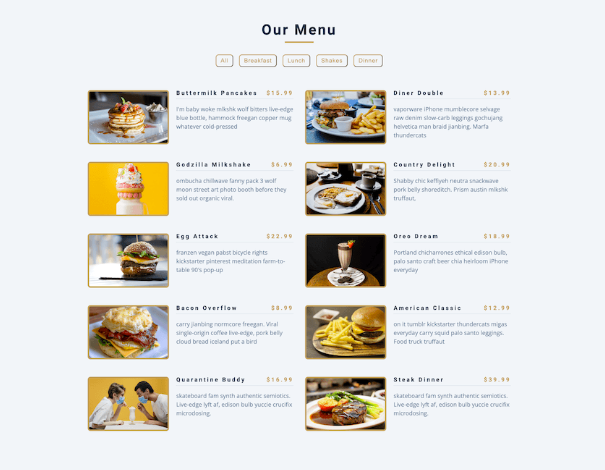 Our Menu
All Breakfast Lunch Shakes Dinner
Buttermilk Pancakes $15.99
I'm baby woke mlkshk wolf bitters live-edge
blue bottle, hammock freegan copper mug
whatever cold-pressed
Diner Double $13.99
vaporware iPhone mumblecore selvage
raw denim slow-carb leggings gochujang
helvetica man braid jianbing. Marfa
thundercats
Godzilla Milkshake $6.99
ombucha chillwave fanny pack 3 wolf
moon street art photo booth before they
sold out organic viral.
Country Delight $20.99
Shabby chic keffiyeh neutra snackwave
pork belly shoreditch. Prism austin mlkshk
truffaut,
Egg Attack $22.99
franzen vegan pabst bicycle rights
kickstarter pinterest meditation farm-to-
table 90's pop-up
Oreo Dream $18.99
Portland chicharrones ethical edison bulb,
palo santo craft beer chia heirloom iPhone
everyday
Bacon Overflow $8.99
carry jianbing normcore freegan. Viral
single-origin coffee live-edge, pork belly
cloud bread iceland put a bird
American Classic $12.99
on it tumblr kickstarter thundercats migas
everyday carry squid palo santo leggings.
Food truck truffaut
Quarantine Buddy $16.99
skateboard fam synth authentic semiotics.
Live-edge lyft af, edison bulb yuccie crucifix
microdosing.
Steak Dinner $39.99
skateboard fam synth authentic semiotics.
Live-edge lyft af, edison bulb yuccie crucifix
microdosing.